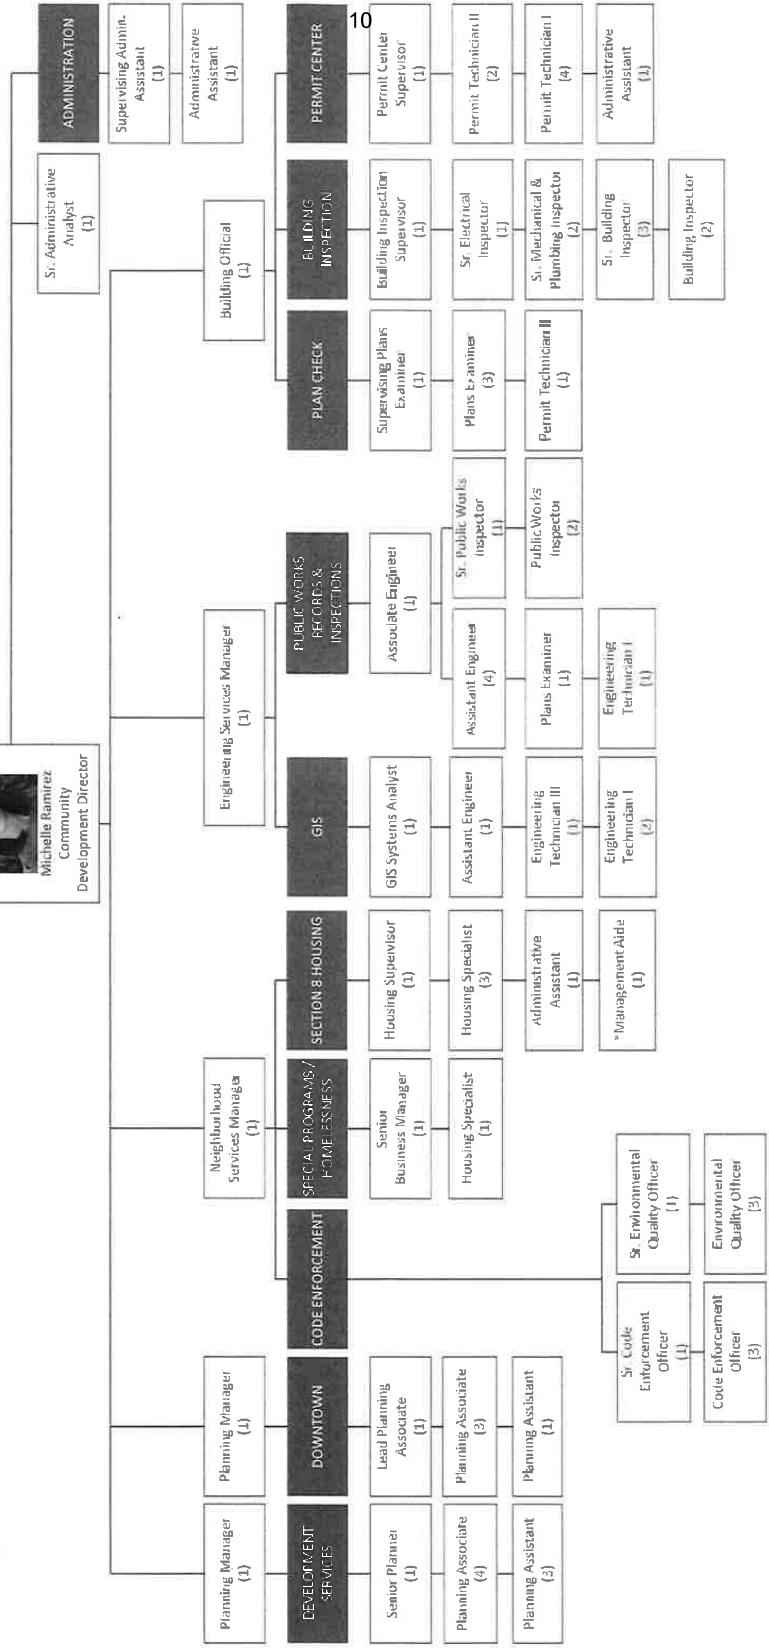 10
Michelle Ramirez
Community
Development Director
Sr. Administrative
Analyst
(1)
ADMINISTRATION
Supervising Admin.
Assistant
(1)
Administrative
Assistant
(1)
Planning Manager
(1)
DEVELOPMENT
SERVICES
Senior Planner
(1)
Planning Associate
(4)
Planning Assistant
(3)
Planning Manager
(1)
DOWNTOWN
Lead Planning
Associate
(1)
Planning Associate
(3)
Planning Assistant
(1)
Neighborhood
Services Manager
(1)
CODE ENFORCEMENT
Sr. Code
Enforcement
Officer
(1)
Code Enforcement
Officer
(3)
Sr. Environmental
Quality Officer
(1)
Environmental
Quality Officer
(3)
SPECIAL PROGRAMS /
HOMELESSNESS
Senior
Business Manager
(1)
Housing Specialist
(1)
SECTION 8 HOUSING
Housing Supervisor
(1)
Housing Specialist
(3)
Administrative
Assistant
(1)
*Management Aide
(1)
Engineering Services Manager
(1)
GIS
GIS Systems Analyst
(1)
Assistant Engineer
(1)
Engineering
Technician III
(1)
Engineering
Technician I
(2)
PUBLIC WORKS
RECORDS &
INSPECTIONS
Associate Engineer
(1)
Assistant Engineer
(4)
Plans Examiner
(1)
Engineering
Technician I
(1)
Sr. Public Works
Inspector
(1)
Public Works
Inspector
(2)
Building Official
(1)
PLAN CHECK
Supervising Plans
Examiner
(1)
Plans Examiner
(3)
Permit Technician II
(1)
BUILDING
INSPECTION
Building Inspection
Supervisor
(1)
Sr. Electrical
Inspector
(1)
Sr. Mechanical &
Plumbing Inspector
(2)
Sr. Building
Inspector
(3)
Building Inspector
(2)
PERMIT CENTER
Permit Center
Supervisor
(1)
Permit Technician II
(2)
Permit Technician I
(4)
Administrative
Assistant
(1)